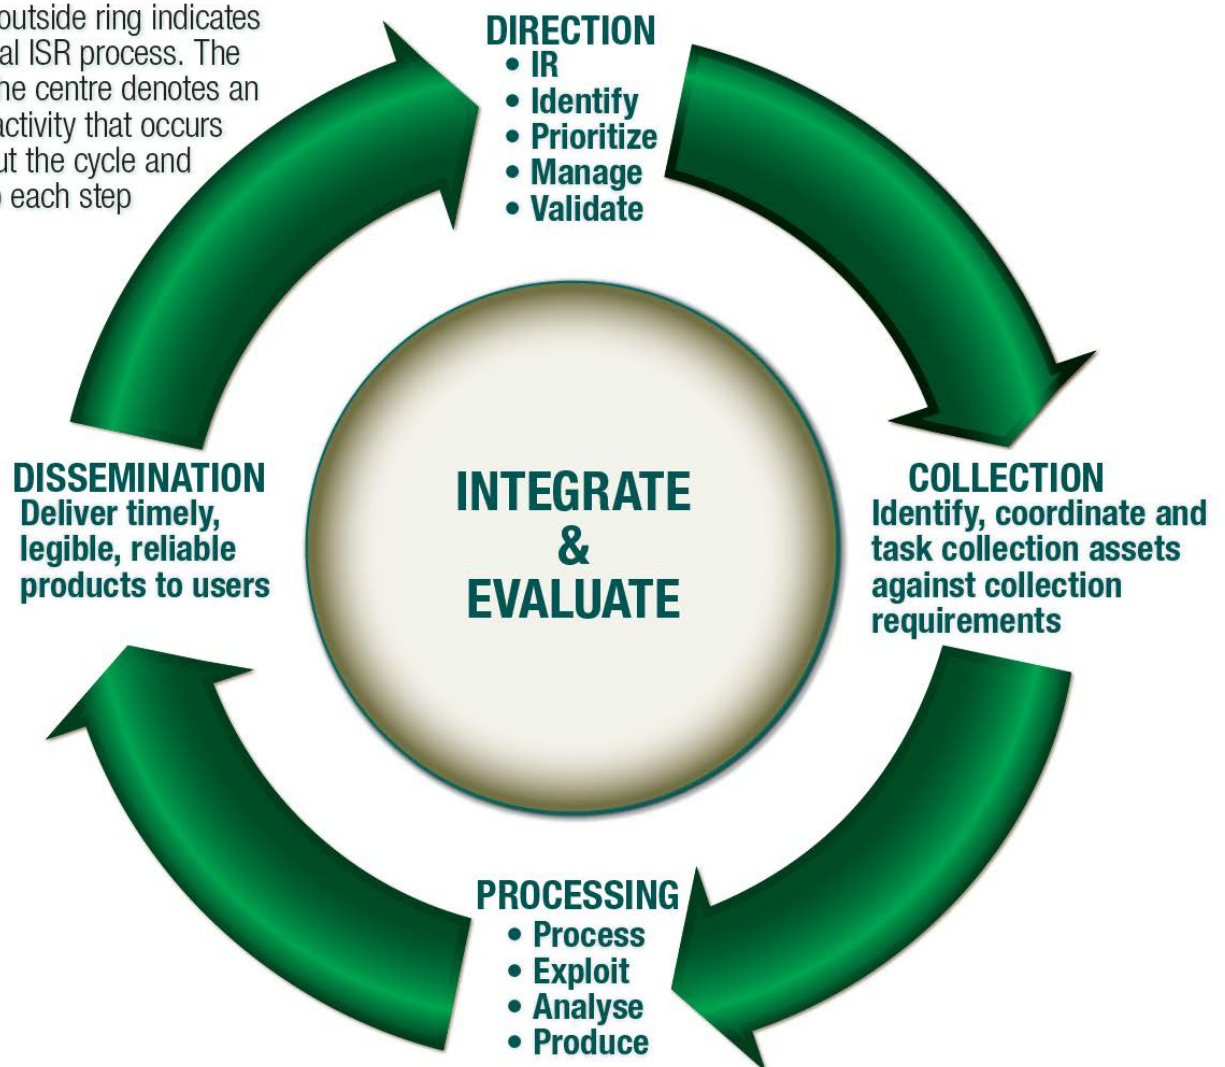 outside ring indicates
al ISR process. The
he centre denotes an
activity that occurs
ut the cycle and
each step
DIRECTION
• IR
• Identify
• Prioritize
• Manage
• Validate
COLLECTION
Identify, coordinate and
task collection assets
against collection
requirements
PROCESSING
• Process
• Exploit
• Analyse
• Produce
DISSEMINATION
Deliver timely,
legible, reliable
products to users
INTEGRATE
&
EVALUATE